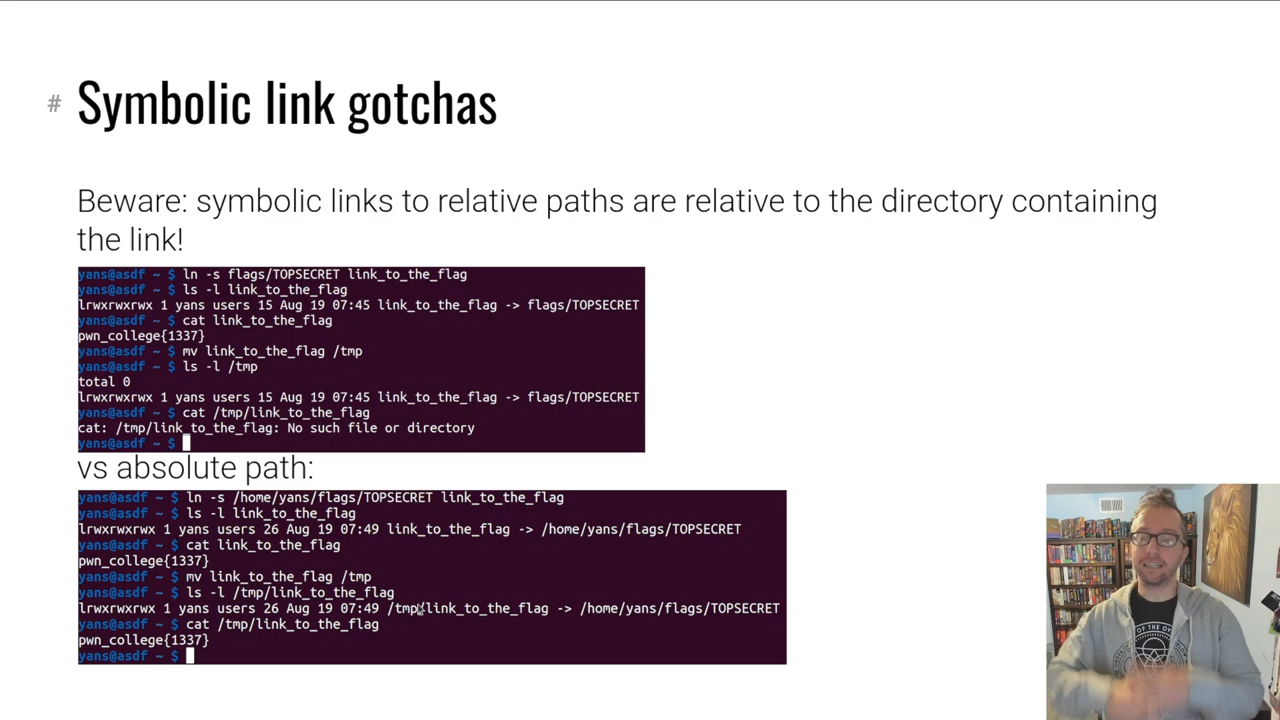 # Symbolic link gotchas
Beware: symbolic links to relative paths are relative to the directory containing
the link!
yans@asdf ~ $ ln -s flags/TOPSECRET link_to_the_flag
yans@asdf ~ $ ls -l link_to_the_flag
lrwxrwxrwx 1 yans users 15 Aug 19 07:45 link_to_the_flag -> flags/TOPSECRET
yans@asdf ~ $ cat link_to_the_flag
pwn_college{1337}
yans@asdf ~ $ mv link_to_the_flag /tmp
yans@asdf ~ $ ls -l /tmp
total 0
lrwxrwxrwx 1 yans users 15 Aug 19 07:45 link_to_the_flag -> flags/TOPSECRET
yans@asdf ~ $ cat /tmp/link_to_the_flag
cat: /tmp/link_to_the_flag: No such file or directory
yans@asdf ~ $
vs absolute path:
yans@asdf ~ $ ln -s /home/yans/flags/TOPSECRET link_to_the_flag
yans@asdf ~ $ ls -l link_to_the_flag
lrwxrwxrwx 1 yans users 26 Aug 19 07:49 link_to_the_flag -> /home/yans/flags/TOPSECRET
yans@asdf ~ $ cat link_to_the_flag
pwn_college{1337}
yans@asdf ~ $ mv link_to_the_flag /tmp
yans@asdf ~ $ ls -l /tmp/link_to_the_flag
lrwxrwxrwx 1 yans users 26 Aug 19 07:49 /tmp/link_to_the_flag -> /home/yans/flags/TOPSECRET
yans@asdf ~ $ cat /tmp/link_to_the_flag
pwn_college{1337}
yans@asdf ~ $